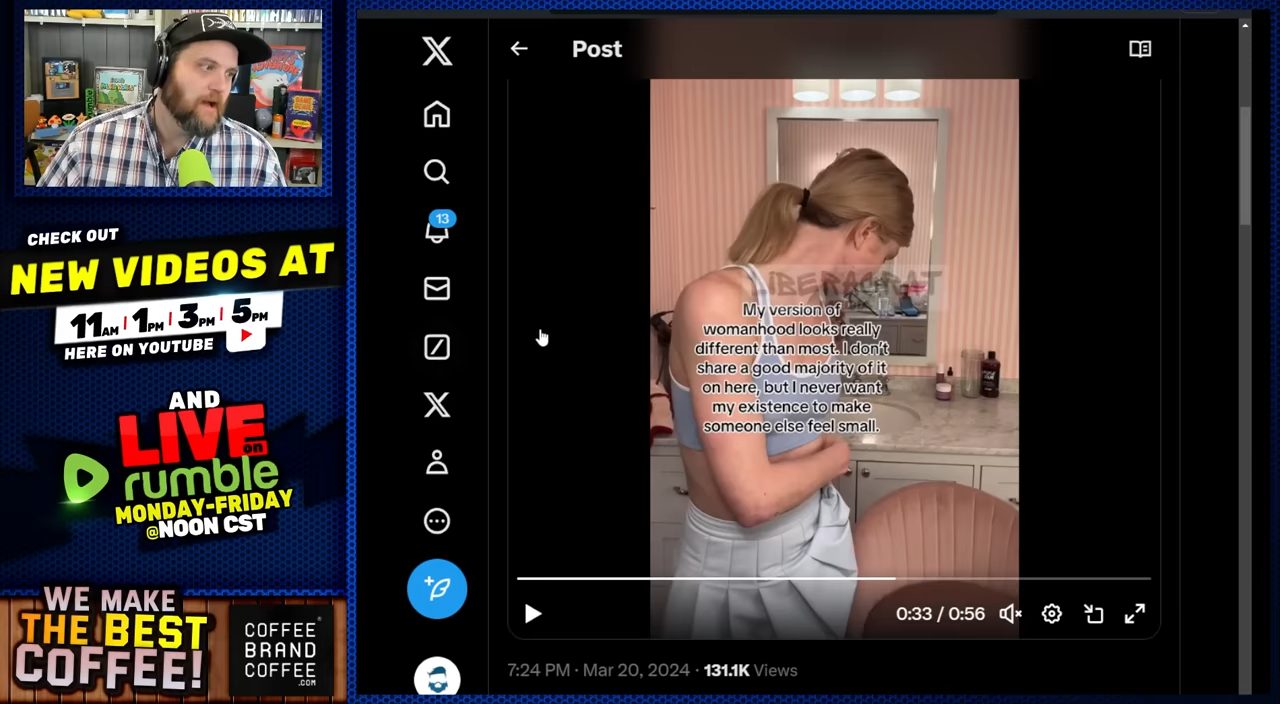 CHECK OUT
NEW VIDEOS AT
11AM | 1PM | 3PM | 5PM
HERE ON YOUTUBE
AND
LIVE on
rumble
MONDAY-FRIDAY
@NOON CST
WE MAKE
THE BEST
COFFEE!
COFFEE
BRAND
COFFEE
.COM
X
13
X
Post
My version of
womanhood looks really
different than most. I don't
share a good majority of it
on here, but I never want
my existence to make
someone else feel small.
0:33 / 0:56
7:24 PM · Mar 20, 2024 · 131.1K Views